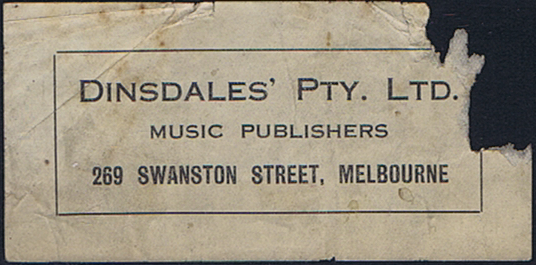 DINSDALES' PTY. LTD.
MUSIC PUBLISHERS
269 SWANSTON STREET, MELBOURNE